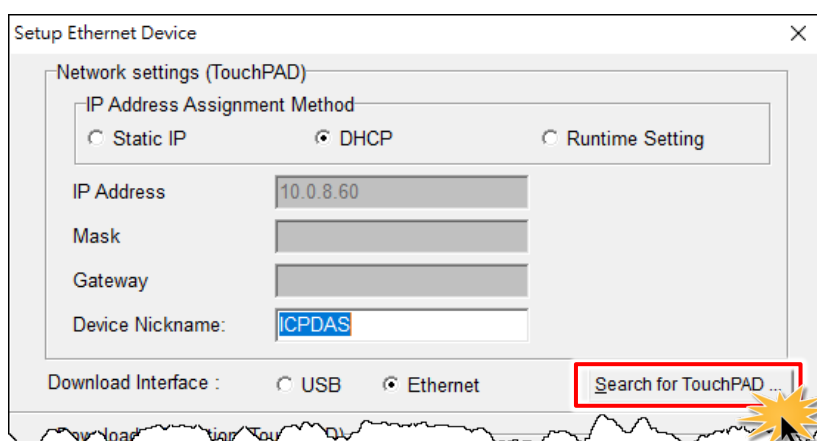 Setup Ethernet Device
Network settings (TouchPAD)
IP Address Assignment Method
Static IP DHCP Runtime Setting
IP Address 10.0.8.60
Mask
Gateway
Device Nickname: ICPDAS
Download Interface : USB Ethernet Search for TouchPAD ...